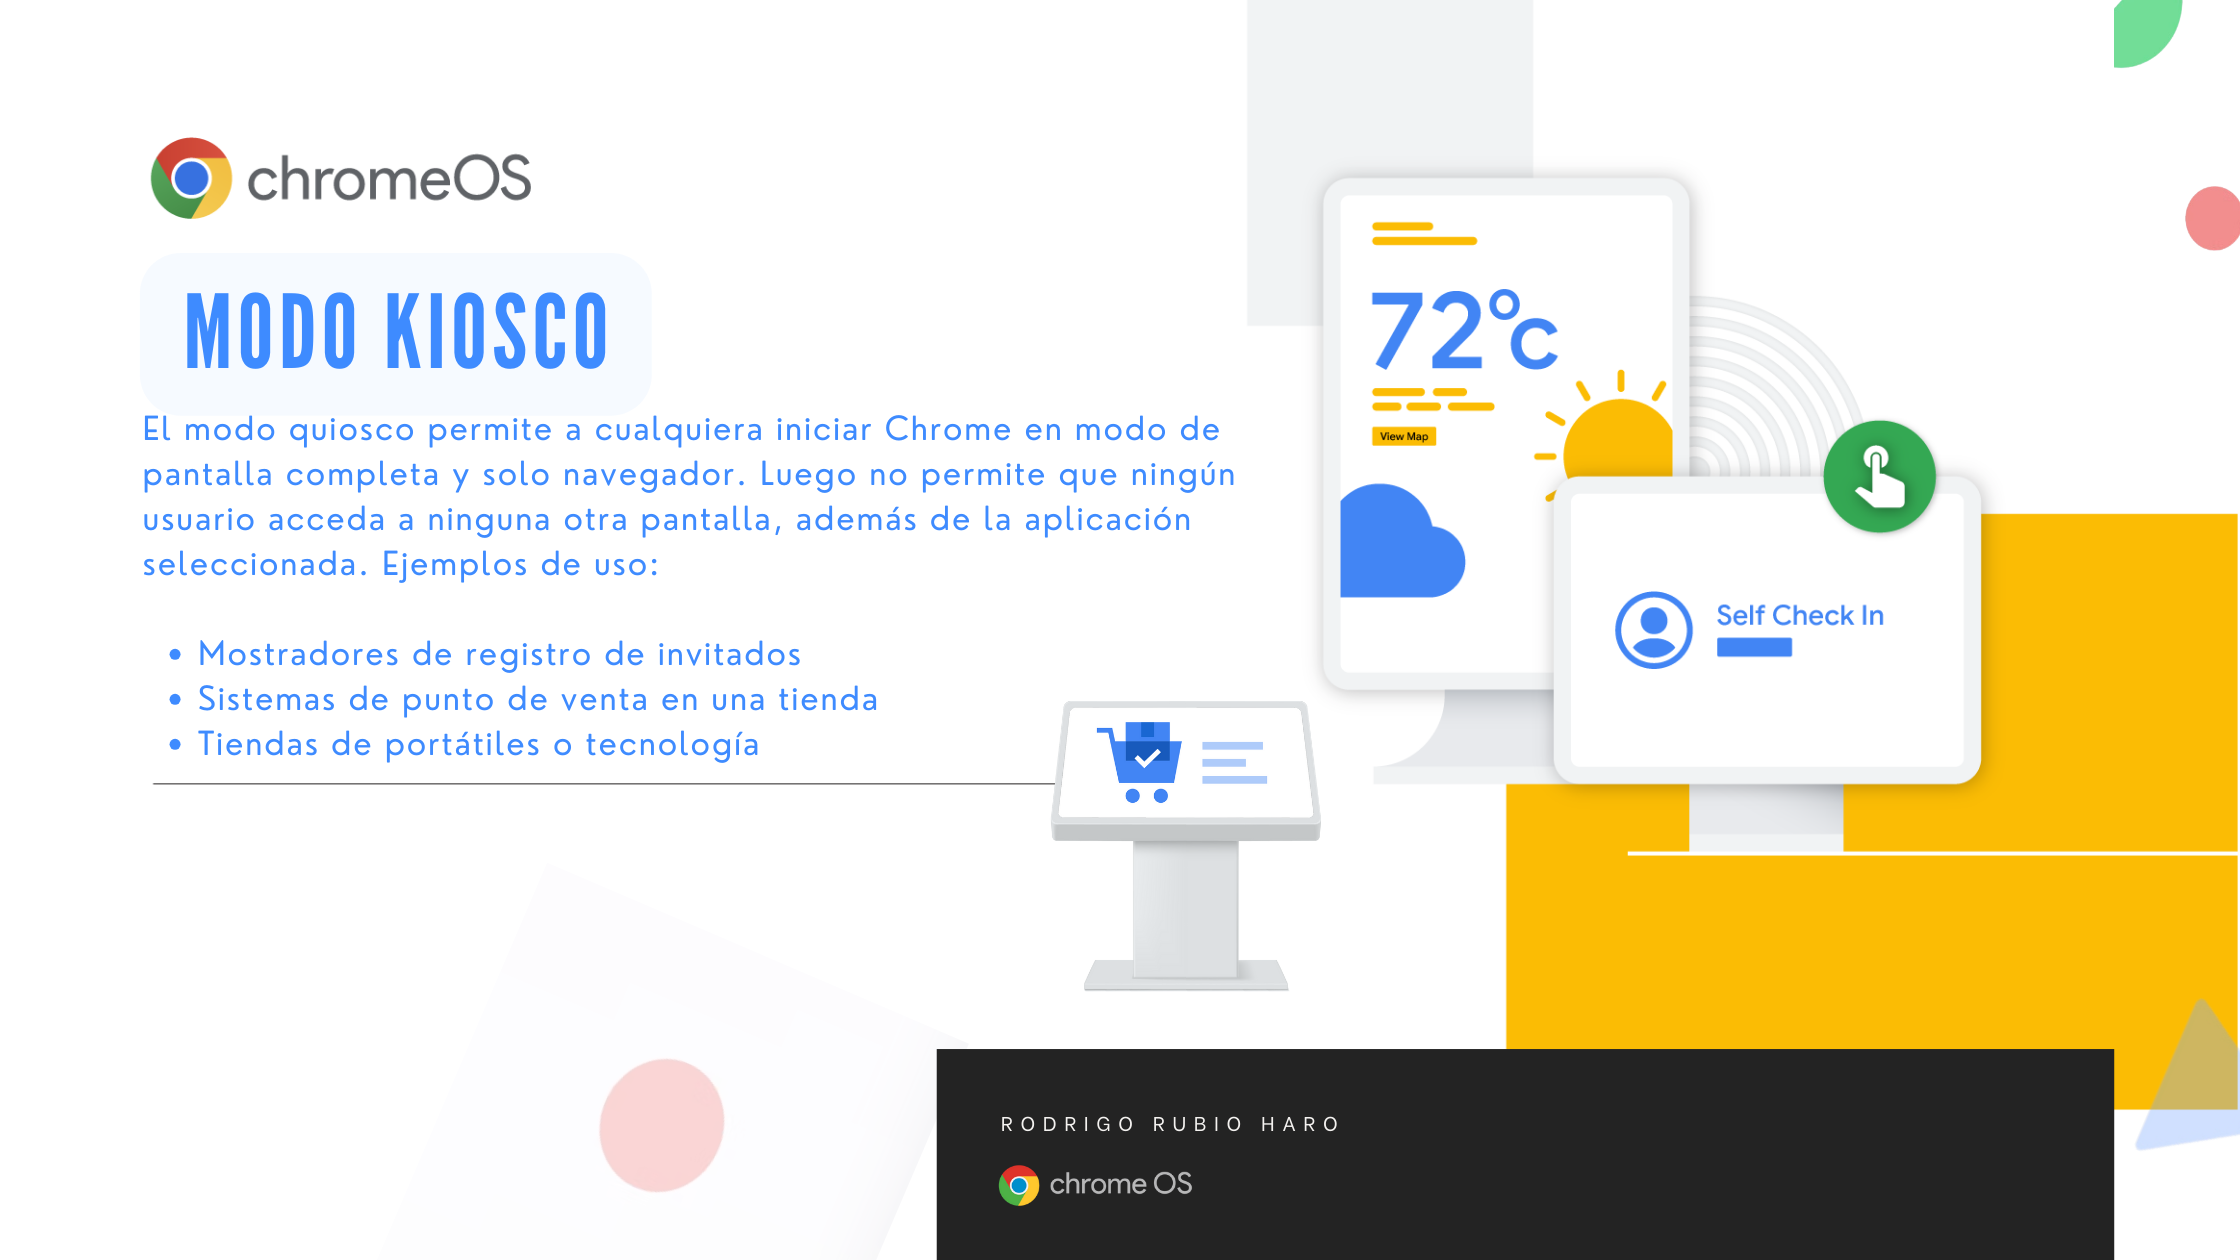 chromeOS
MODO KIOSCO
El modo quiosco permite a cualquiera iniciar Chrome en modo de
pantalla completa y solo navegador. Luego no permite que ningún
usuario acceda a ninguna otra pantalla, además de la aplicación
seleccionada. Ejemplos de uso:
• Mostradores de registro de invitados
• Sistemas de punto de venta en una tienda
• Tiendas de portátiles o tecnología
72°c
View Map
Self Check In
RODRIGO RUBIO HARO
chrome OS